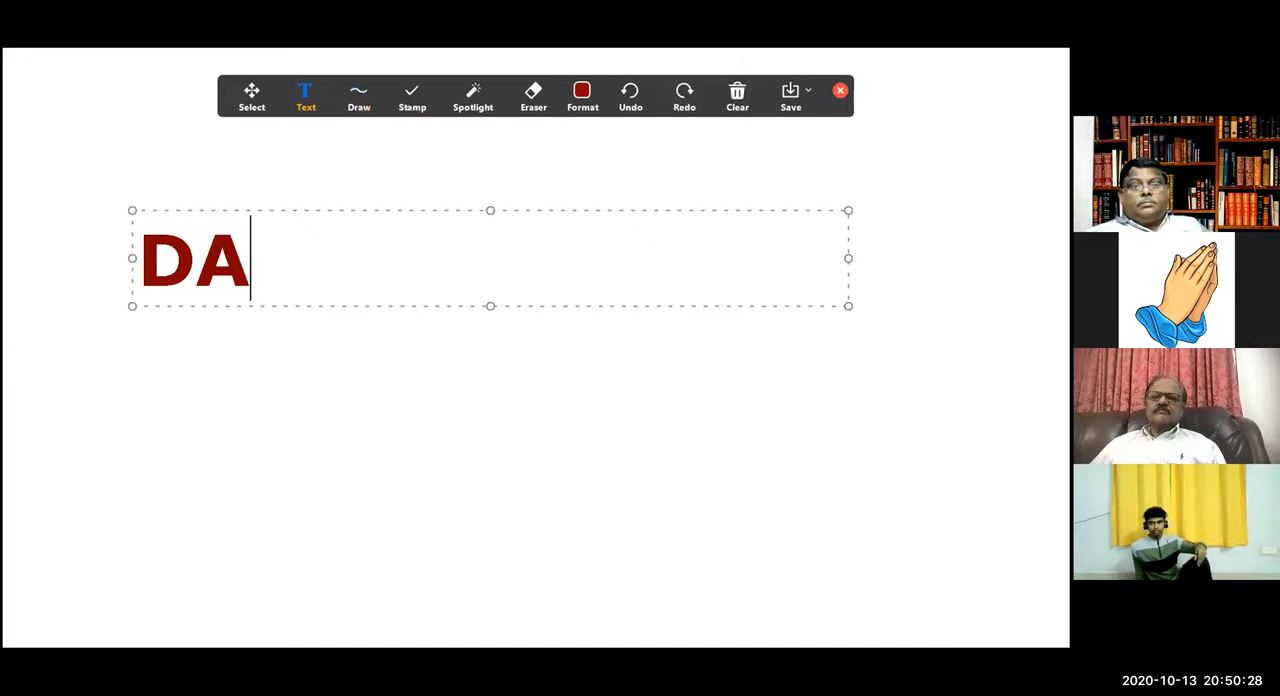 Select Text Draw Stamp Spotlight Eraser Format Undo Redo Clear Save
DA
2020-10-13 20:50:28